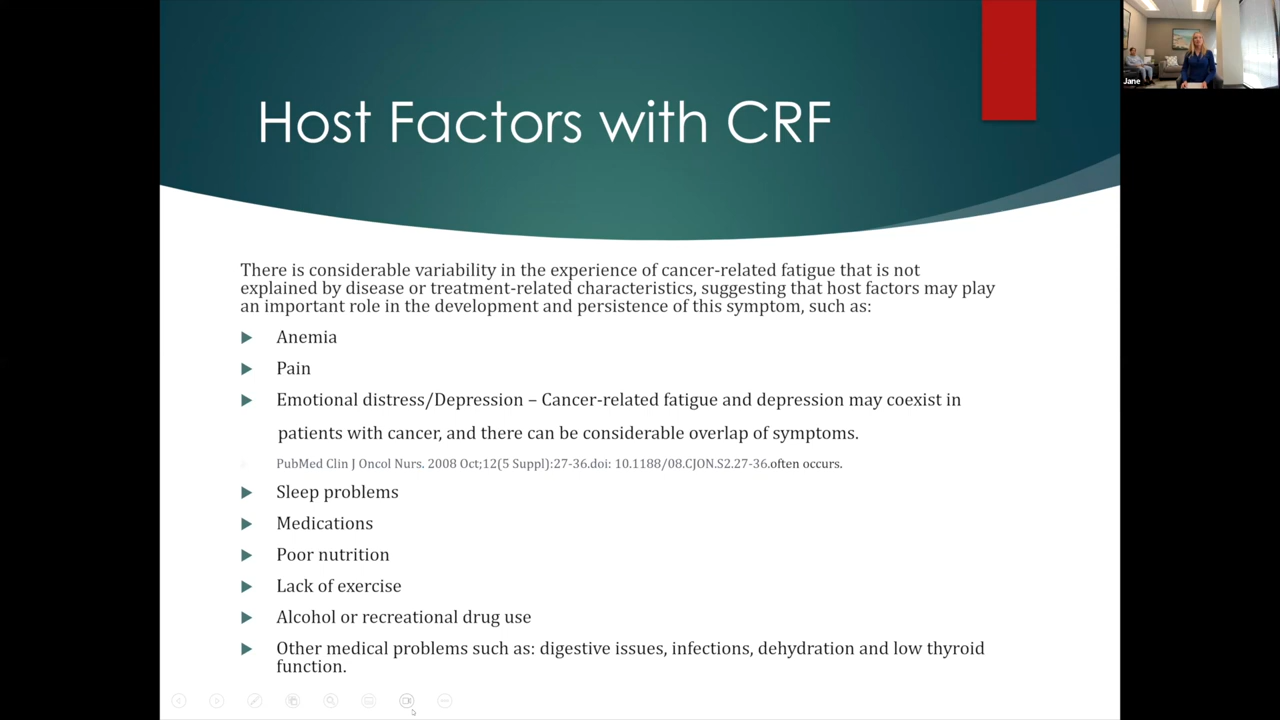 Host Factors with CRF
Jane
There is considerable variability in the experience of cancer-related fatigue that is not
explained by disease or treatment-related characteristics, suggesting that host factors may play
an important role in the development and persistence of this symptom, such as:
Anemia
Pain
Emotional distress/Depression – Cancer-related fatigue and depression may coexist in
patients with cancer, and there can be considerable overlap of symptoms.
PubMed Clin J Oncol Nurs. 2008 Oct;12(5 Suppl):27-36.doi: 10.1188/08.CJON.S2.27-36.often occurs.
Sleep problems
Medications
Poor nutrition
Lack of exercise
Alcohol or recreational drug use
Other medical problems such as: digestive issues, infections, dehydration and low thyroid
function.